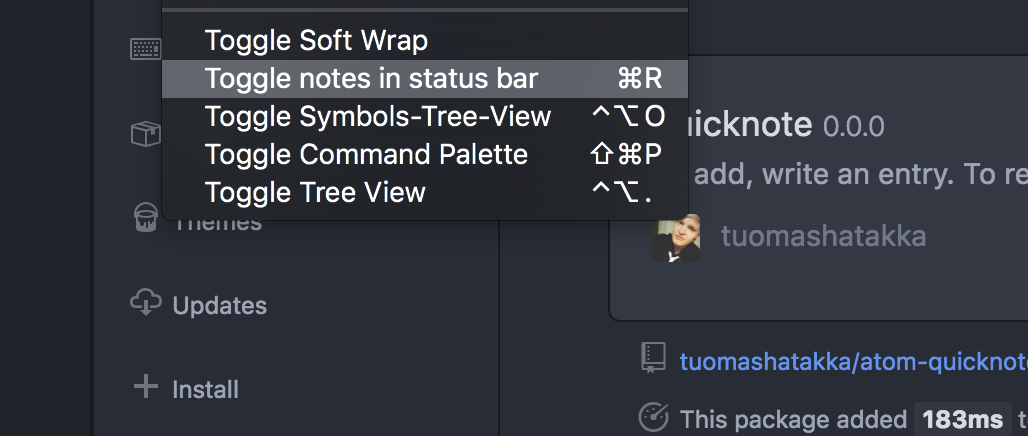 Toggle Soft Wrap
Toggle notes in status bar ⌘R
Toggle Symbols-Tree-View ^⌥O
Toggle Command Palette ⇧⌘P
Toggle Tree View ^⌥.
Themes
Updates
Install
uicknote 0.0.0
add, write an entry. To re
tuomashatakka
tuomashatakka/atom-quicknot
This package added 183ms t